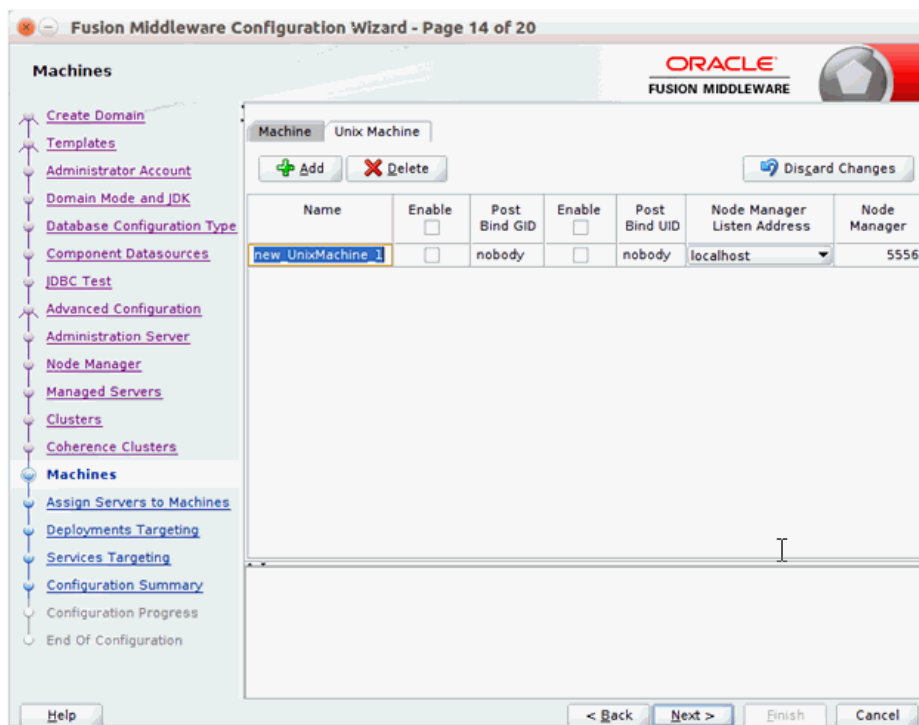 Fusion Middleware Configuration Wizard - Page 14 of 20
Machines
ORACLE
FUSION MIDDLEWARE
Create Domain
Templates
Administrator Account
Domain Mode and JDK
Database Configuration Type
Component Datasources
JDBC Test
Advanced Configuration
Administration Server
Node Manager
Managed Servers
Clusters
Coherence Clusters
Machines
Assign Servers to Machines
Deployments Targeting
Services Targeting
Configuration Summary
Configuration Progress
End Of Configuration
Machine Unix Machine
Add Delete Discard Changes
Name Enable Post Bind GID Enable Post Bind UID Node Manager Listen Address Node Manager
new_UnixMachine_1 nobody nobody localhost 5556
Help < Back Next > Finish Cancel